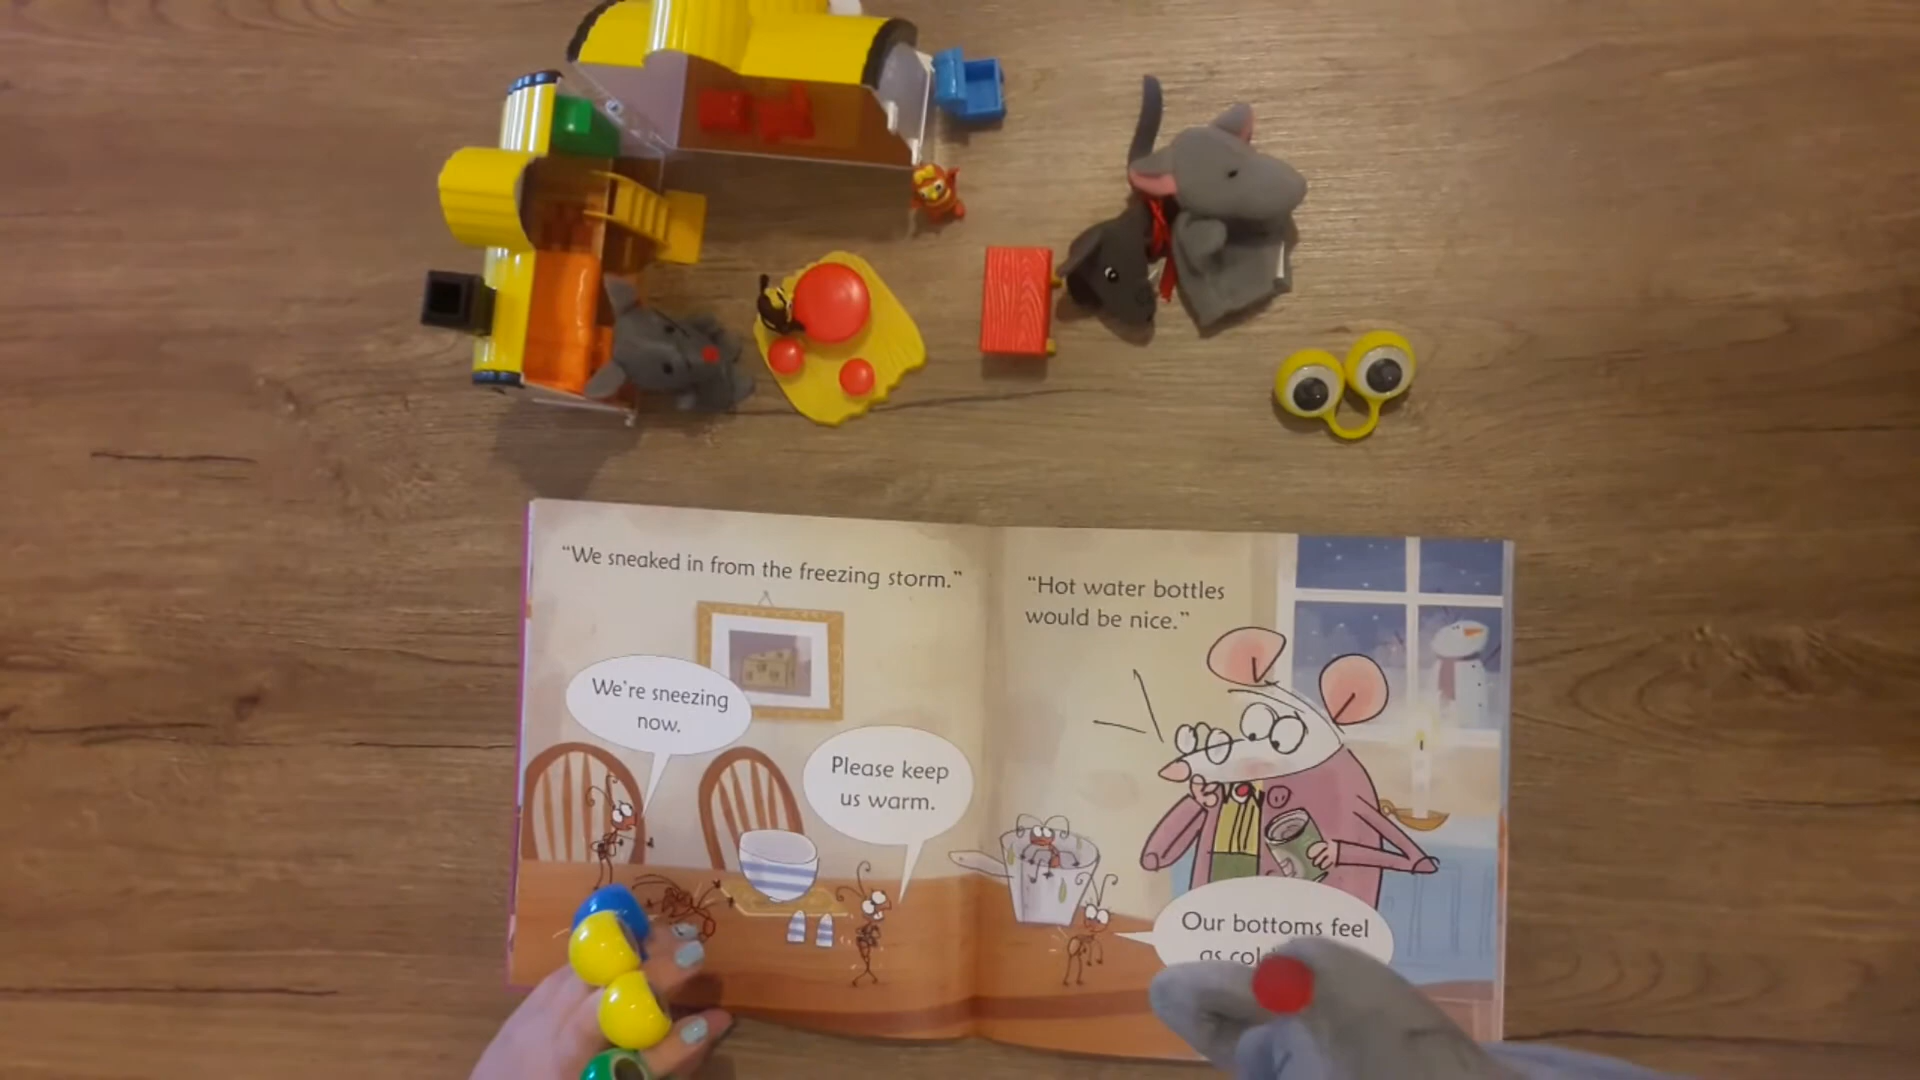 “We sneaked in from the freezing storm.”
We're sneezing
now.
Please keep
us warm.
“Hot water bottles
would be nice.”
Our bottoms feel
as